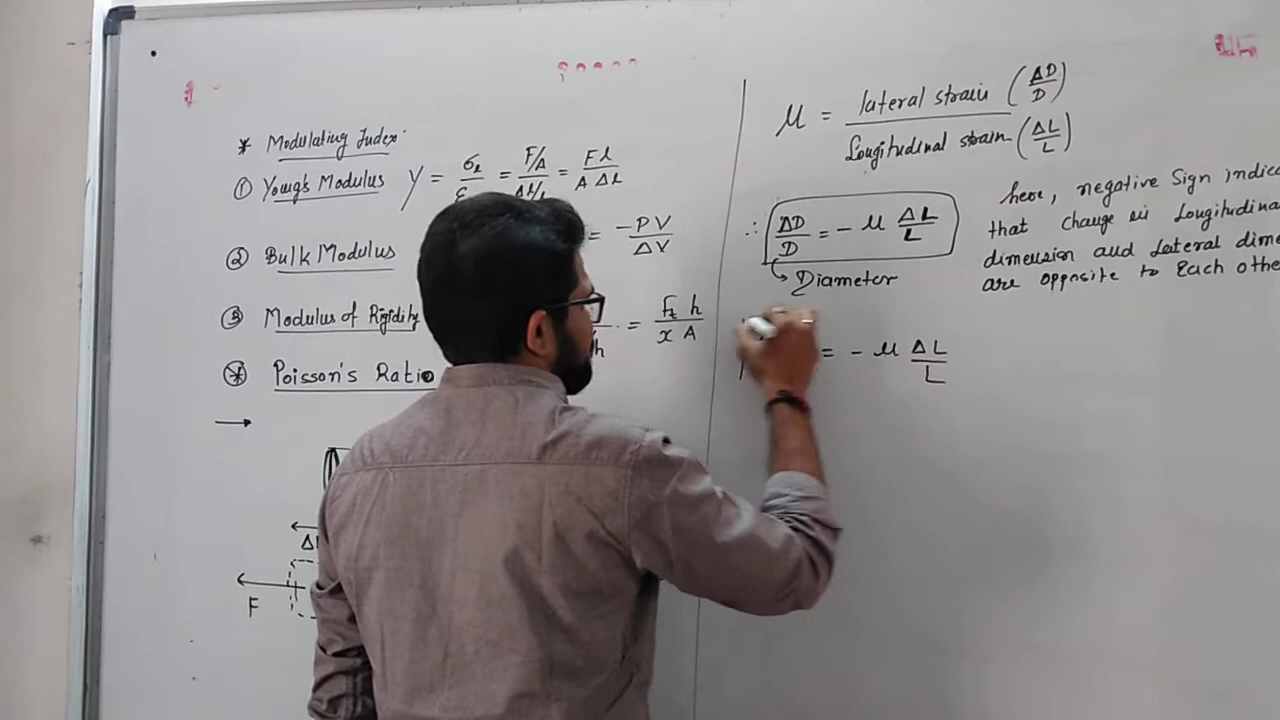 * Modulating Index
① Young's Modulus Y = σℓ/ε = F/A / Δl/l = F l / A Δl
② Bulk Modulus = -PV/ΔV
③ Modulus of Rigidity /h = Ft h / x A
④ Poisson's Ratio
F
μ = lateral strain (ΔD/D) / Longitudinal strain (ΔL/L)
∴ ΔD/D = - μ ΔL/L
Diameter
here, negative Sign indica
that change in Longitudina
dimension and Lateral dime
are opposite to Each othe
= - μ ΔL/L